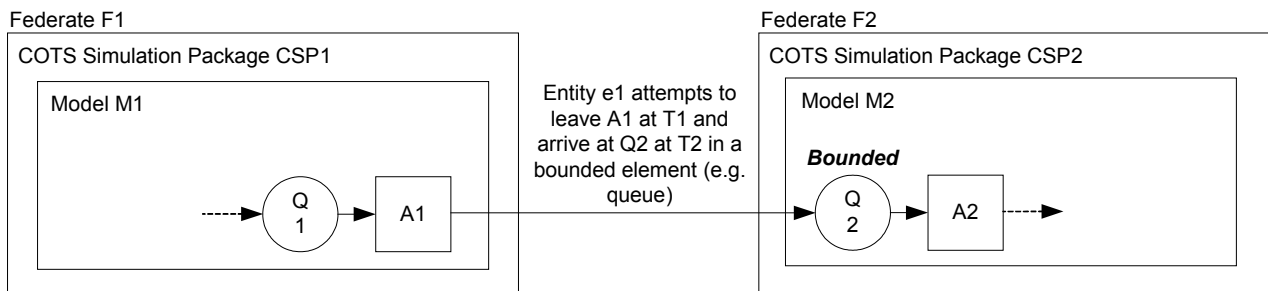 Federate F1
COTS Simulation Package CSP1
Model M1
Q
1
A1
Entity e1 attempts to
leave A1 at T1 and
arrive at Q2 at T2 in a
bounded element (e.g.
queue)
Federate F2
COTS Simulation Package CSP2
Model M2
Bounded
Q
2
A2